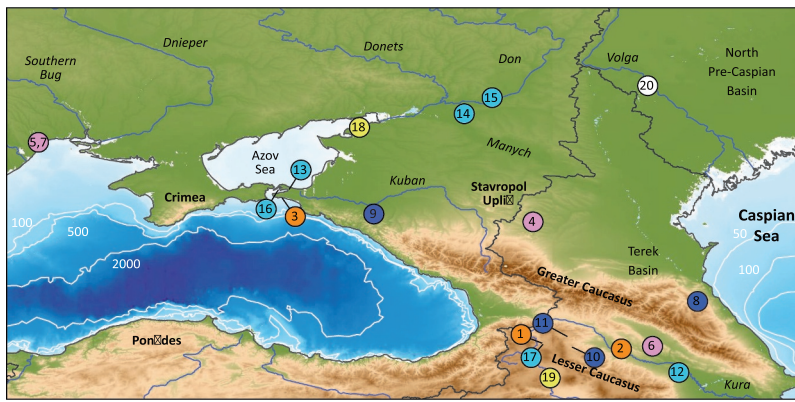 Dnieper
Donets
Don
Volga
North
Pre-Caspian
Basin
Southern
Bug
20
15
14
18
5,7
Azov
Sea
13
Manych
Kuban
Stavropol
Crimea
16
3
9
4
100
500
2000
Caspian
Sea
50
100
Terek
Basin
Greater Caucasus
8
11
1
2
6
17
10
12
19
Lesser Caucasus
Kura